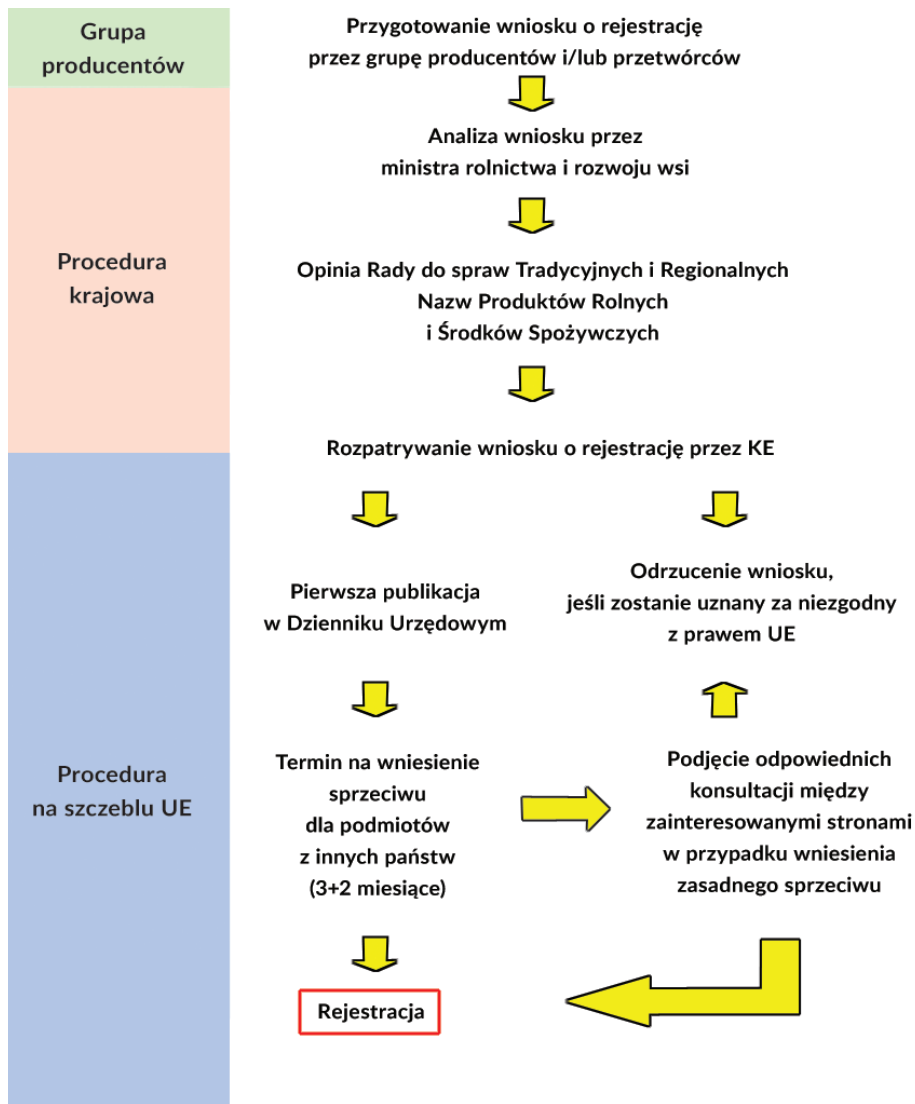 Grupa
producentów
Przygotowanie wniosku o rejestrację
przez grupę producentów i/lub przetwórców
Procedura
krajowa
Analiza wniosku przez
ministra rolnictwa i rozwoju wsi
Opinia Rady do spraw Tradycyjnych i Regionalnych
Nazw Produktów Rolnych
i Środków Spożywczych
Rozpatrywanie wniosku o rejestrację przez KE
Procedura
na szczeblu UE
Pierwsza publikacja
w Dzienniku Urzędowym
Odrzucenie wniosku,
jeśli zostanie uznany za niezgodny
z prawem UE
Termin na wniesienie
sprzeciwu
dla podmiotów
z innych państw
(3+2 miesiące)
Podjęcie odpowiednich
konsultacji między
zainteresowanymi stronami
w przypadku wniesienia
zasadnego sprzeciwu
Rejestracja